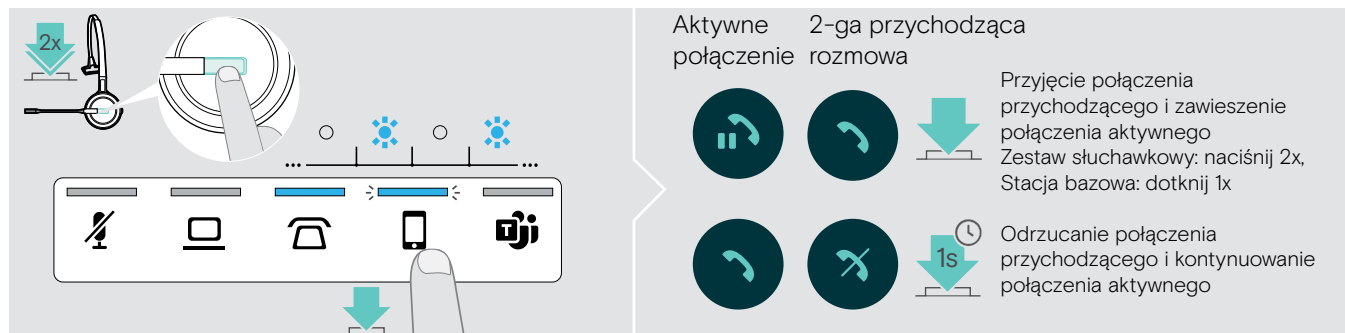 2x
T
Aktywne 2-ga przychodząca
połączenie rozmowa
Przyjęcie połączenia
przychodzącego i zawieszenie
połączenia aktywnego
Zestaw słuchawkowy: naciśnij 2x,
Stacja bazowa: dotknij 1x
1s
Odrzucanie połączenia
przychodzącego i kontynuowanie
połączenia aktywnego